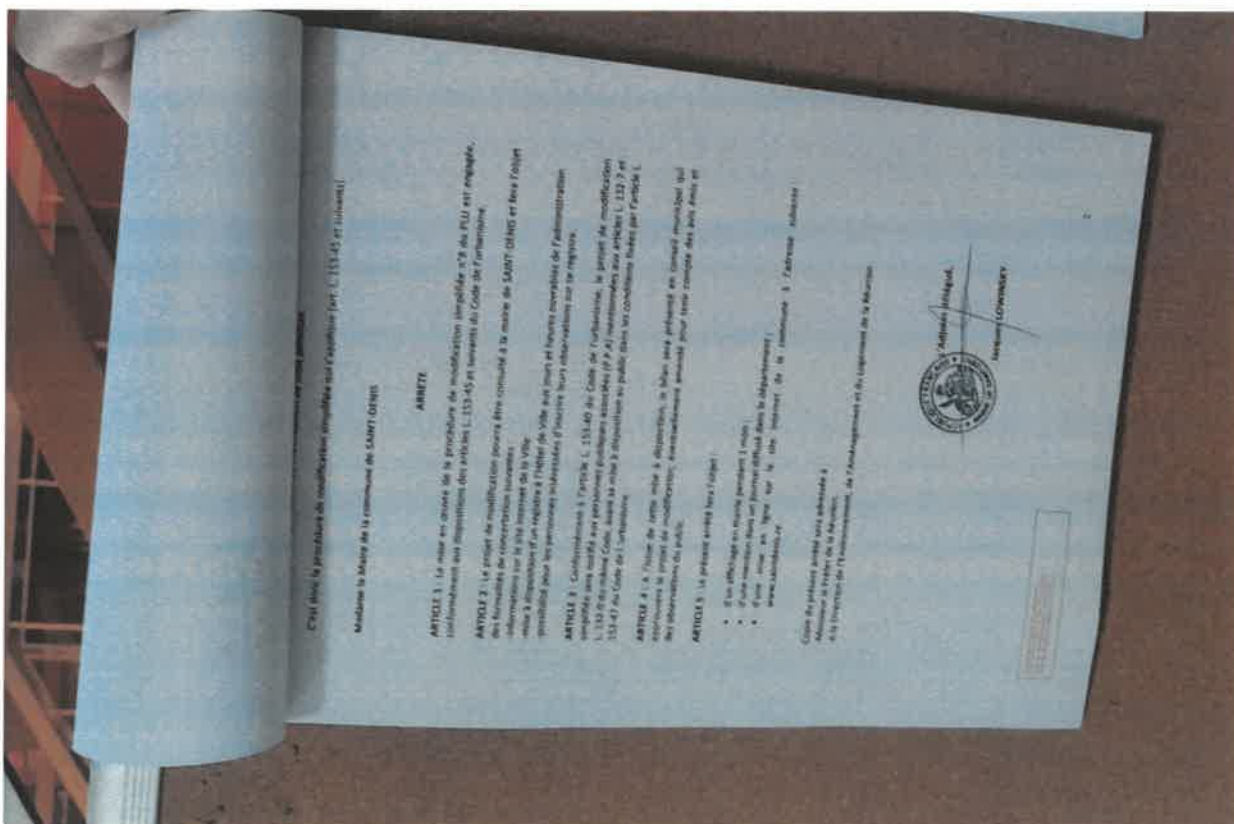 C'est donc la procédure de modification simplifiée qui s'applique (art. L. 153-45 et suivants)
Madame la Maire de la commune de SAINT-DENIS
ARRETE
ARTICLE 1 : La mise en œuvre de la procédure de modification simplifiée n°8 du PLU est engagée,
conformément aux dispositions des articles L. 153-45 et suivants du Code de l'urbanisme.
ARTICLE 2 : Le projet de modification pourra être consulté à la mairie de SAINT-DENIS et fera l'objet
des formalités de concertation suivantes :
information sur le site internet de la Ville
mise à disposition d'un registre à l'Hôtel de Ville aux jours et heures ouvrables de l'administration
possibilité pour les personnes intéressées d'inscrire leurs observations sur ce registre.
ARTICLE 3 : Conformément à l'article L. 153-40 du Code de l'urbanisme, le projet de modification
simplifiée sera notifié aux personnes publiques associées (P.P.A) mentionnées aux articles L. 132-7 et
L. 132-9 du même Code, avant sa mise à disposition au public dans les conditions fixées par l'article L.
153-47 du Code de l'urbanisme.
ARTICLE 4 : A l'issue de cette mise à disposition, le bilan sera présenté en conseil municipal qui
approuvera le projet de modification, éventuellement amendé pour tenir compte des avis émis et
des observations du public.
ARTICLE 5 : Le présent arrêté fera l'objet :
• d'un affichage en mairie pendant 1 mois ;
• d'une mention dans un journal diffusé dans le département ;
• d'une mise en ligne sur le site internet de la commune à l'adresse suivante :
www.saintdenis.re
Copie du présent arrêté sera adressée à
Monsieur le Préfet de la Réunion,
A la Direction de l'Environnement, de l'Aménagement et du Logement de la Réunion.
L'Adjoint délégué,
LOWINSKY
2